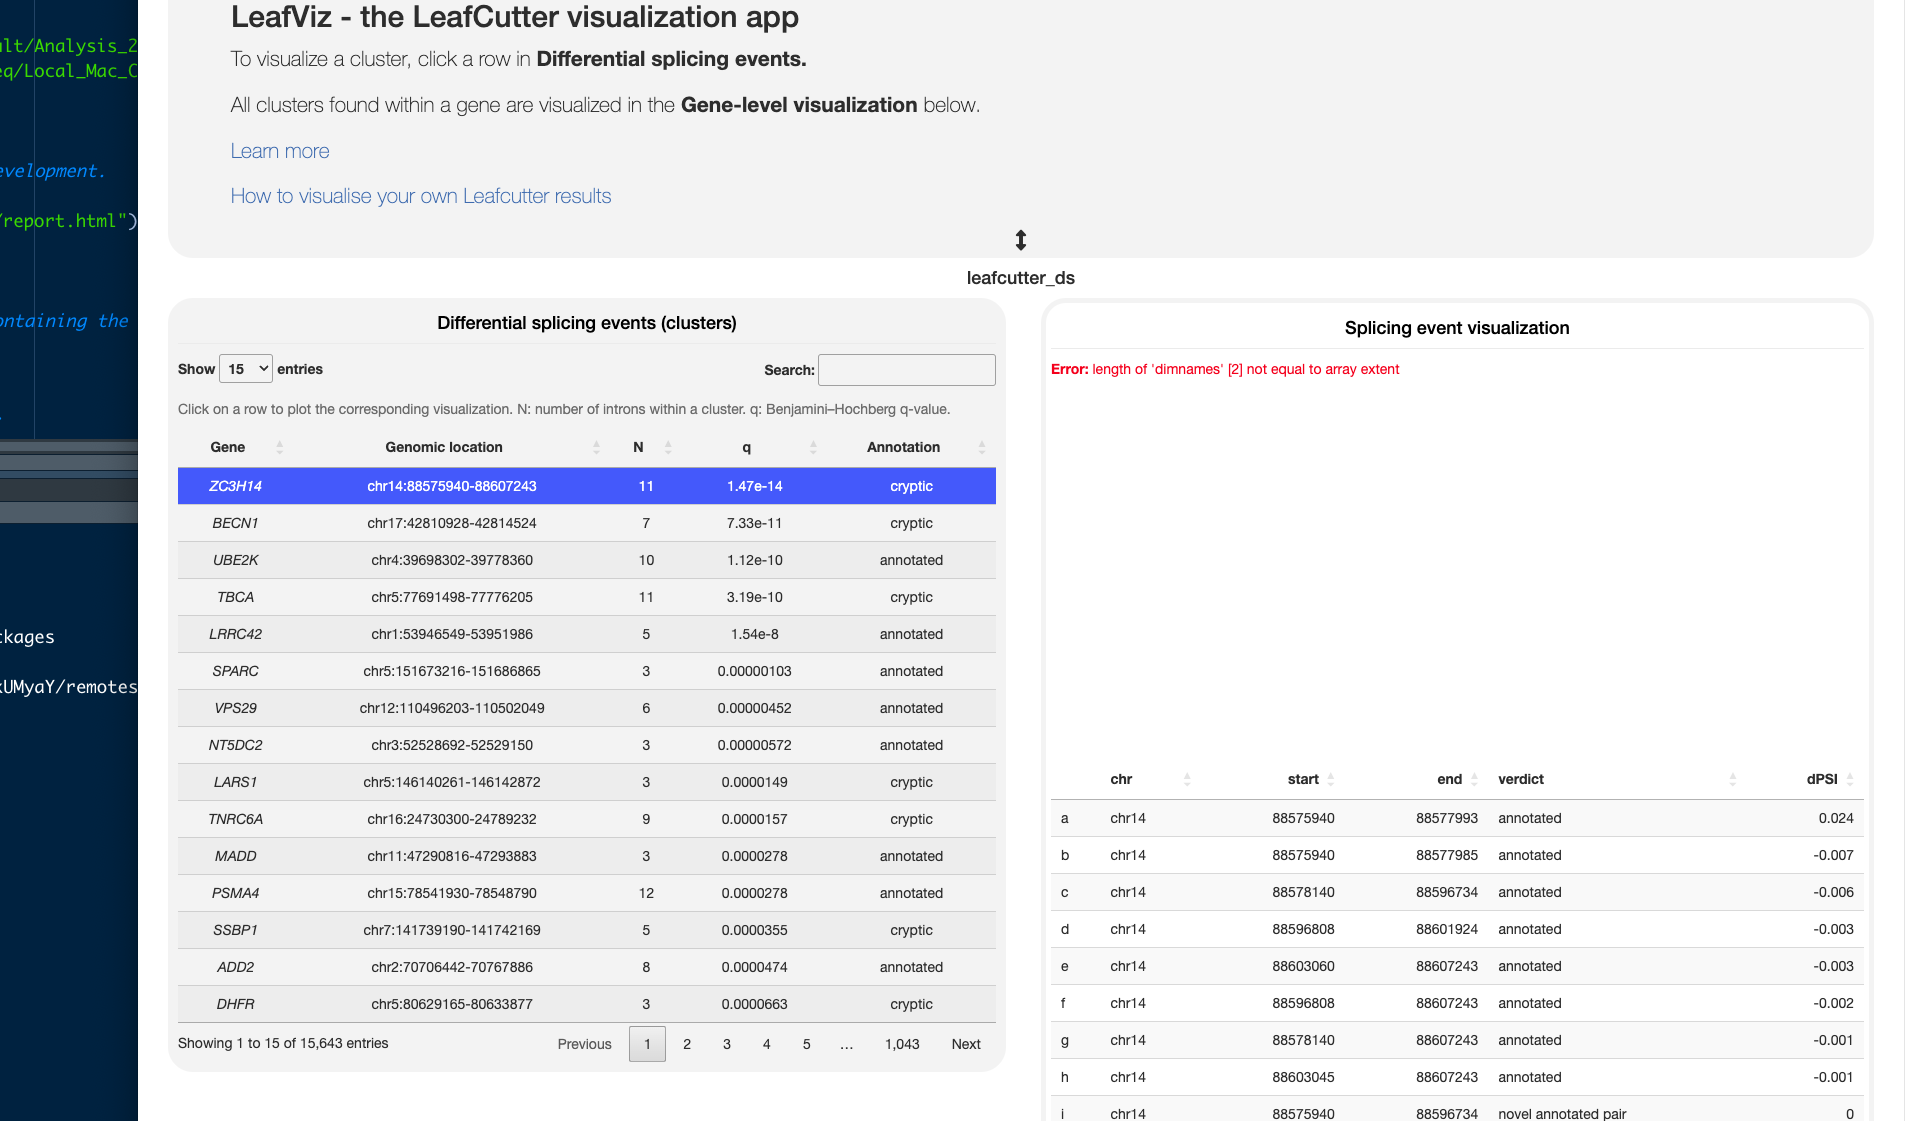 ult/Analysis_2
eq/Local_Mac_C
evelopment.
/report.html")
ontaining the
ckages
kUMyaY/remotes
LeafViz - the LeafCutter visualization app
To visualize a cluster, click a row in Differential splicing events.
All clusters found within a gene are visualized in the Gene-level visualization below.
Learn more
How to visualise your own Leafcutter results
leafcutter_ds
Differential splicing events (clusters)
Show 15 entries Search:
Click on a row to plot the corresponding visualization. N: number of introns within a cluster. q: Benjamini–Hochberg q-value.
Gene Genomic location N q Annotation
ZC3H14 chr14:88575940-88607243 11 1.47e-14 cryptic
BECN1 chr17:42810928-42814524 7 7.33e-11 cryptic
UBE2K chr4:39698302-39778360 10 1.12e-10 annotated
TBCA chr5:77691498-77776205 11 3.19e-10 cryptic
LRRC42 chr1:53946549-53951986 5 1.54e-8 annotated
SPARC chr5:151673216-151686865 3 0.00000103 annotated
VPS29 chr12:110496203-110502049 6 0.00000452 annotated
NT5DC2 chr3:52528692-52529150 3 0.00000572 annotated
LARS1 chr5:146140261-146142872 3 0.0000149 cryptic
TNRC6A chr16:24730300-24789232 9 0.0000157 cryptic
MADD chr11:47290816-47293883 3 0.0000278 annotated
PSMA4 chr15:78541930-78548790 12 0.0000278 annotated
SSBP1 chr7:141739190-141742169 5 0.0000355 cryptic
ADD2 chr2:70706442-70767886 8 0.0000474 annotated
DHFR chr5:80629165-80633877 3 0.0000663 cryptic
Showing 1 to 15 of 15,643 entries Previous 1 2 3 4 5 … 1,043 Next
Splicing event visualization
Error: length of 'dimnames' [2] not equal to array extent
chr start end verdict dPSI
a chr14 88575940 88577993 annotated 0.024
b chr14 88575940 88577985 annotated -0.007
c chr14 88578140 88596734 annotated -0.006
d chr14 88596808 88601924 annotated -0.003
e chr14 88603060 88607243 annotated -0.003
f chr14 88596808 88607243 annotated -0.002
g chr14 88578140 88607243 annotated -0.001
h chr14 88603045 88607243 annotated -0.001
i chr14 88575940 88596734 novel annotated pair 0